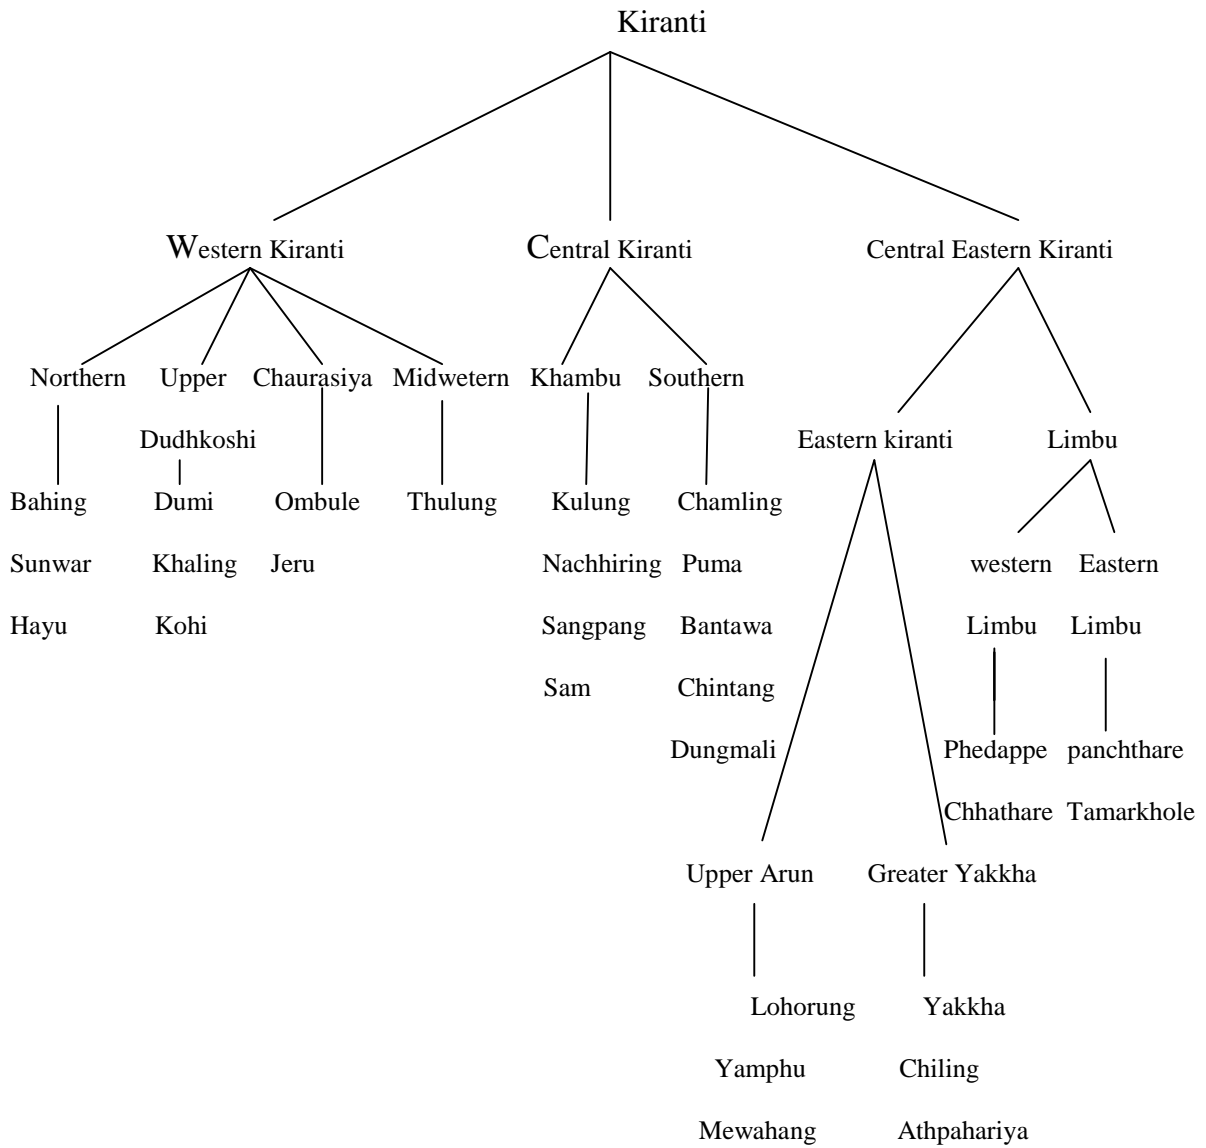 Kiranti
Western Kiranti Central Kiranti Central Eastern Kiranti
Northern Upper Chaurasiya Midwetern Khambu Southern
Dudhkoshi Eastern kiranti Limbu
Bahing Dumi Ombule Thulung Kulung Chamling
Sunwar Khaling Jeru Nachhiring Puma western Eastern
Hayu Kohi Sangpang Bantawa Limbu Limbu
Sam Chintang
Dungmali Phedappe panchthare
Chhathare Tamarkhole
Upper Arun Greater Yakkha
Lohorung Yakkha
Yamphu Chiling
Mewahang Athpahariya